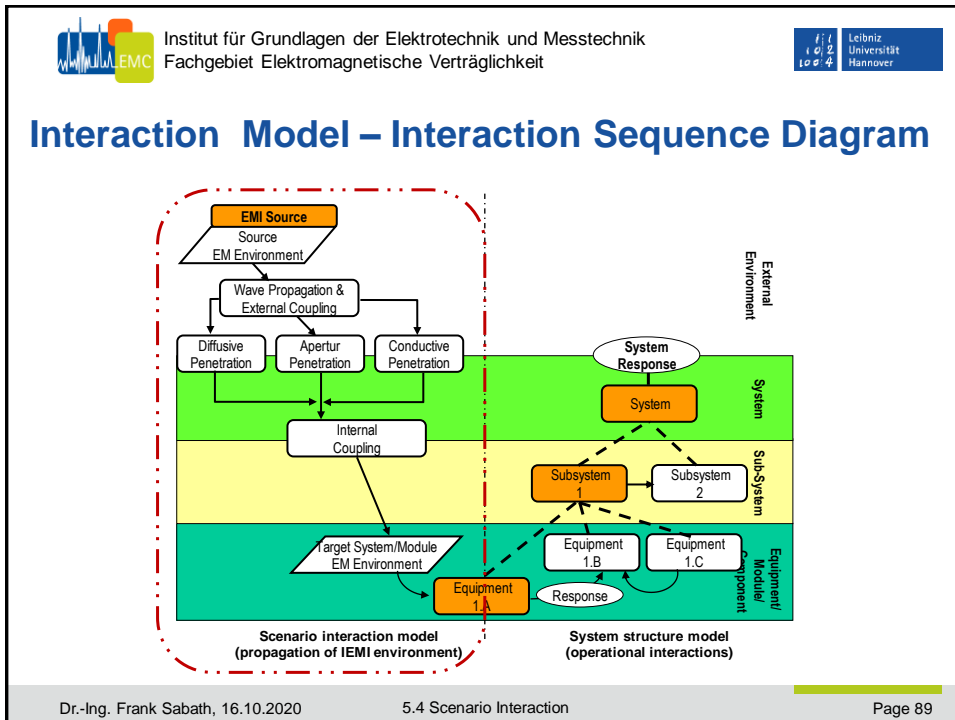 EMC
Institut für Grundlagen der Elektrotechnik und Messtechnik
Fachgebiet Elektromagnetische Verträglichkeit
Leibniz
Universität
Hannover
Interaction Model – Interaction Sequence Diagram
EMI Source
Source
EM Environment
Wave Propagation &
External Coupling
Diffusive
Penetration
Apertur
Penetration
Conductive
Penetration
Internal
Coupling
Target System/Module
EM Environment
Equipment
1.A
Response
Equipment
1.B
Equipment
1.C
Subsystem
1
Subsystem
2
System
System
Response
External
Environment
System
Sub-System
Equipment/
Module/
Component
Scenario interaction model
(propagation of IEMI environment)
System structure model
(operational interactions)
Dr.-Ing. Frank Sabath, 16.10.2020
5.4 Scenario Interaction
Page 89